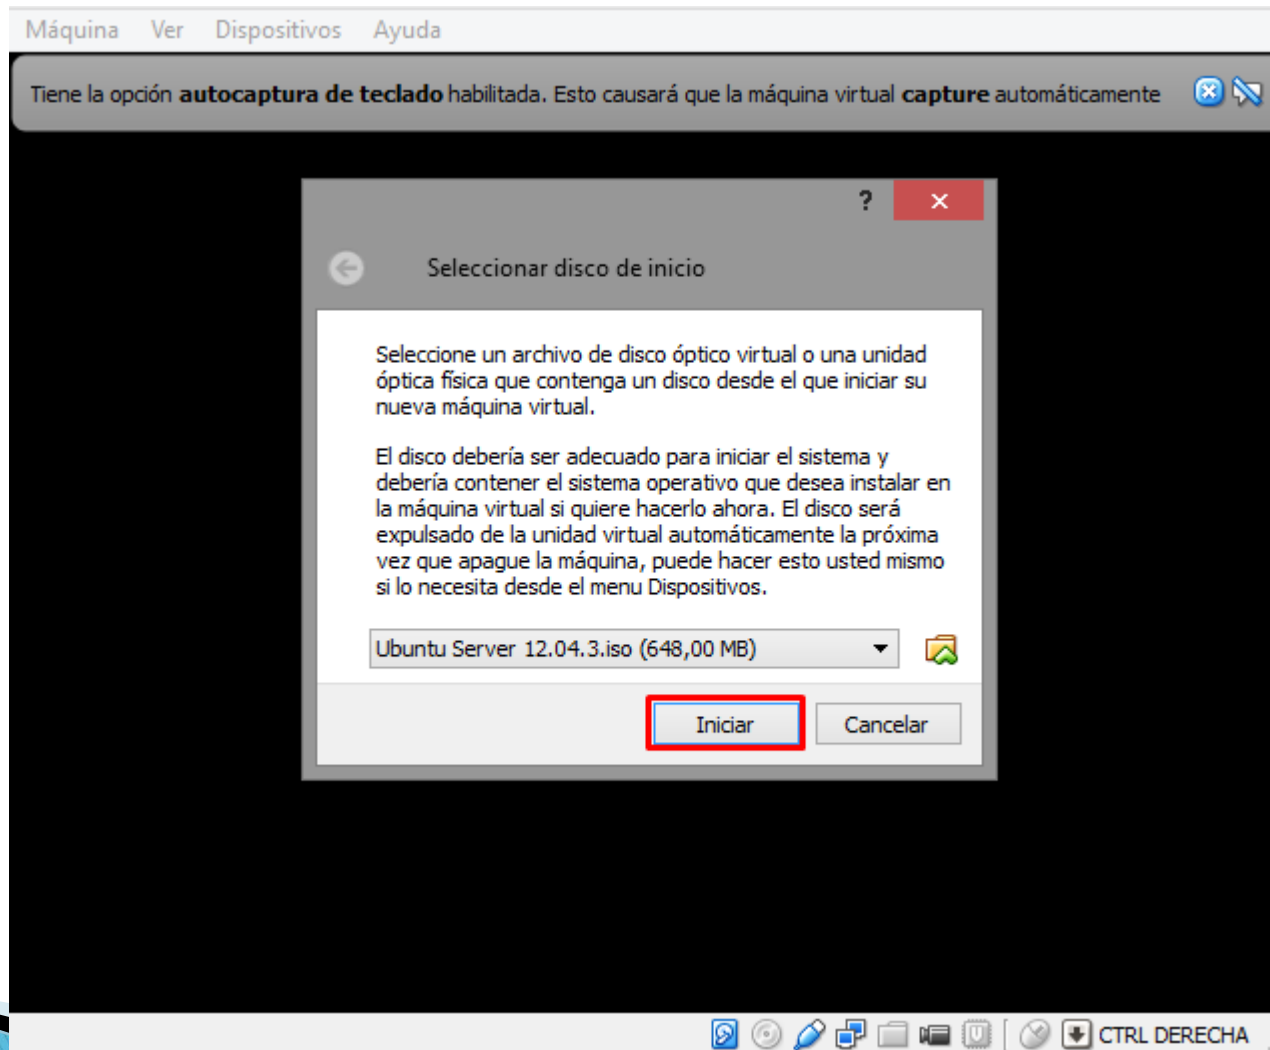 Máquina Ver Dispositivos Ayuda
Tiene la opción autocaptura de teclado habilitada. Esto causará que la máquina virtual capture automáticamente
?
Seleccionar disco de inicio
Seleccione un archivo de disco óptico virtual o una unidad
óptica física que contenga un disco desde el que iniciar su
nueva máquina virtual.
El disco debería ser adecuado para iniciar el sistema y
debería contener el sistema operativo que desea instalar en
la máquina virtual si quiere hacerlo ahora. El disco será
expulsado de la unidad virtual automáticamente la próxima
vez que apague la máquina, puede hacer esto usted mismo
si lo necesita desde el menu Dispositivos.
Ubuntu Server 12.04.3.iso (648,00 MB)
Iniciar Cancelar
CTRL DERECHA